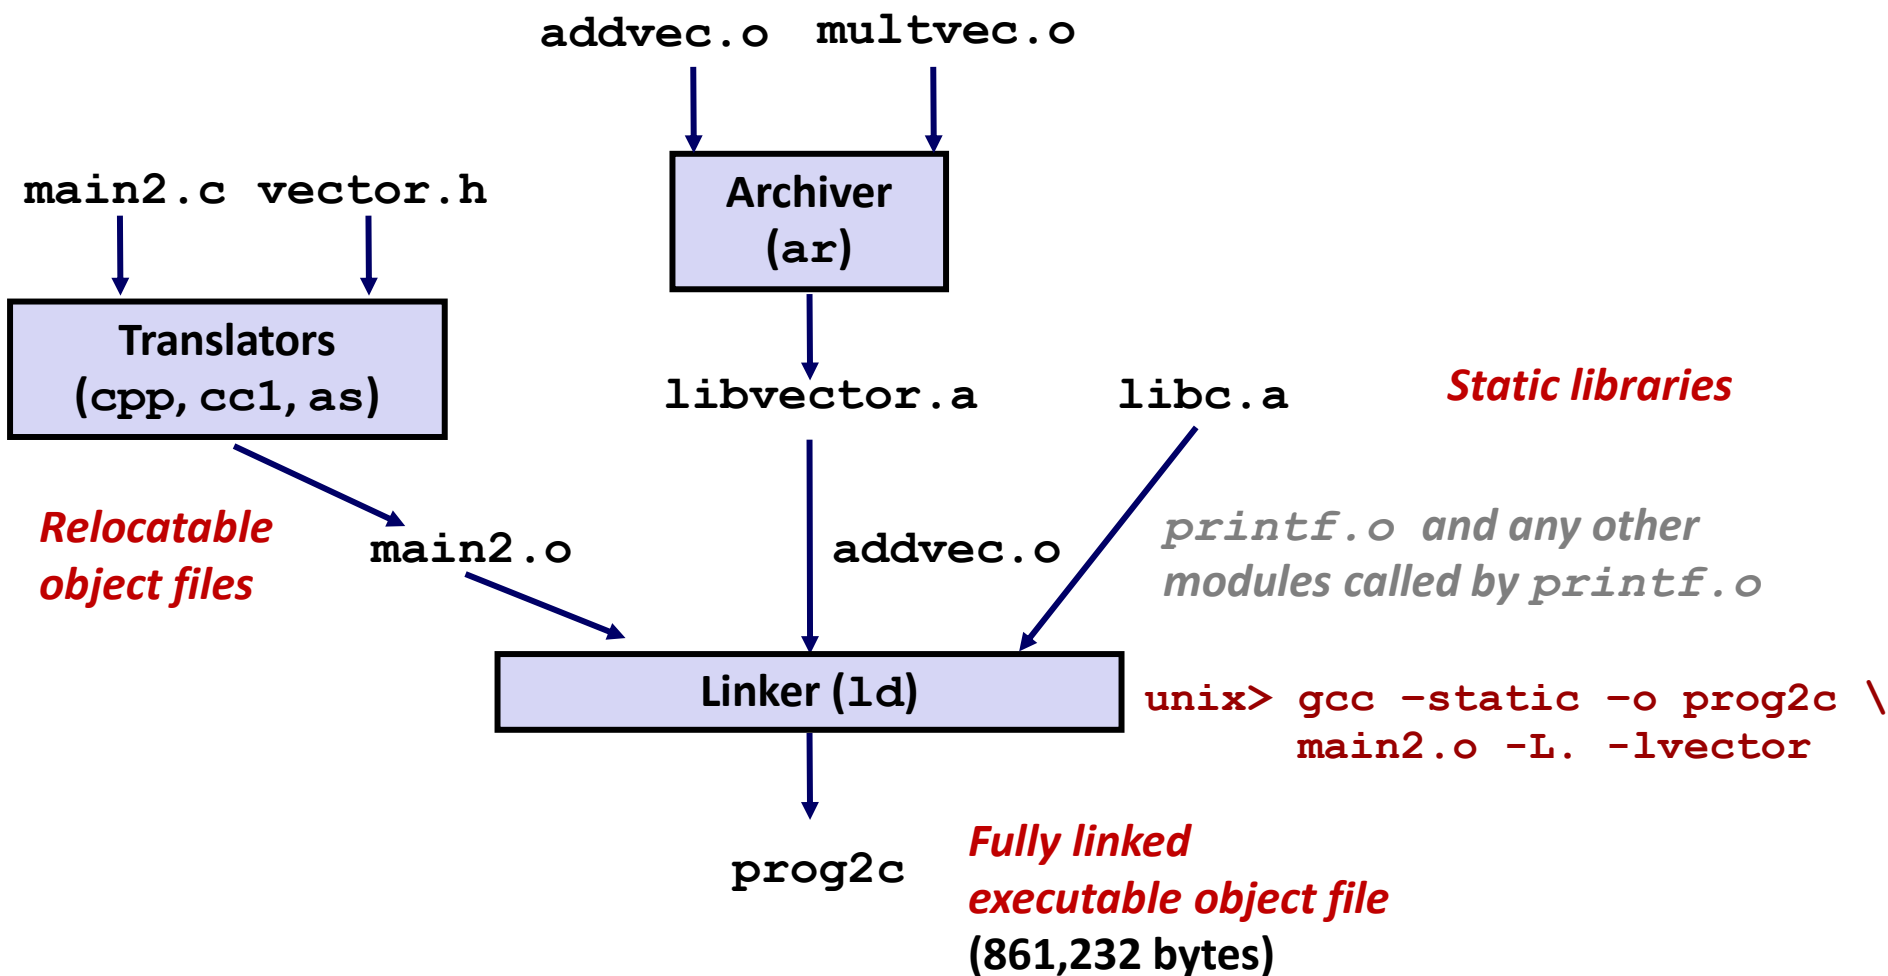 addvec.o multvec.o
main2.c vector.h
Archiver
(ar)
Translators
(cpp, cc1, as)
libvector.a
libc.a
Static libraries
Relocatable
object files
main2.o
addvec.o
printf.o and any other
modules called by printf.o
Linker (ld)
unix> gcc –static –o prog2c \
main2.o -L. -lvector
prog2c
Fully linked
executable object file
(861,232 bytes)